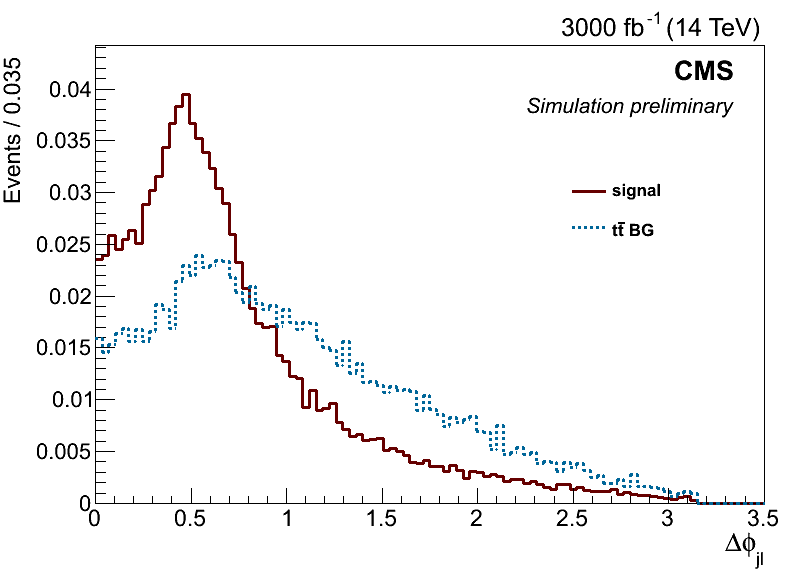 3000 fb⁻¹ (14 TeV)
CMS
Simulation preliminary
signal
tt̅ BG
Events / 0.035
0.04
0.035
0.03
0.025
0.02
0.015
0.01
0.005
0
0 0.5 1 1.5 2 2.5 3 3.5
Δϕjl